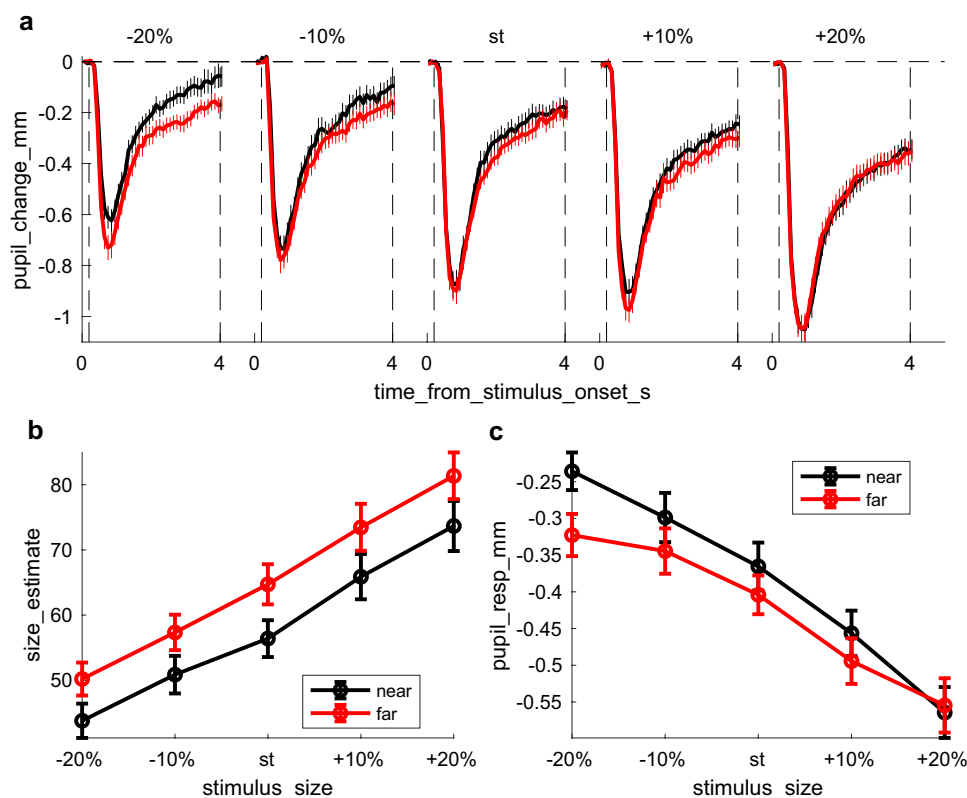 a
-20% -10% st +10% +20%
0
-0.2
-0.4
-0.6
-0.8
-1
pupil_change_mm
0 4 0 4 0 4 0 4 0 4
time_from_stimulus_onset_s
b
80
70
60
50
size_estimate
near
far
-20% -10% st +10% +20%
stimulus size
c
-0.25
-0.3
-0.35
-0.4
-0.45
-0.5
-0.55
pupil_resp_mm
near
far
-20% -10% st +10% +20%
stimulus size